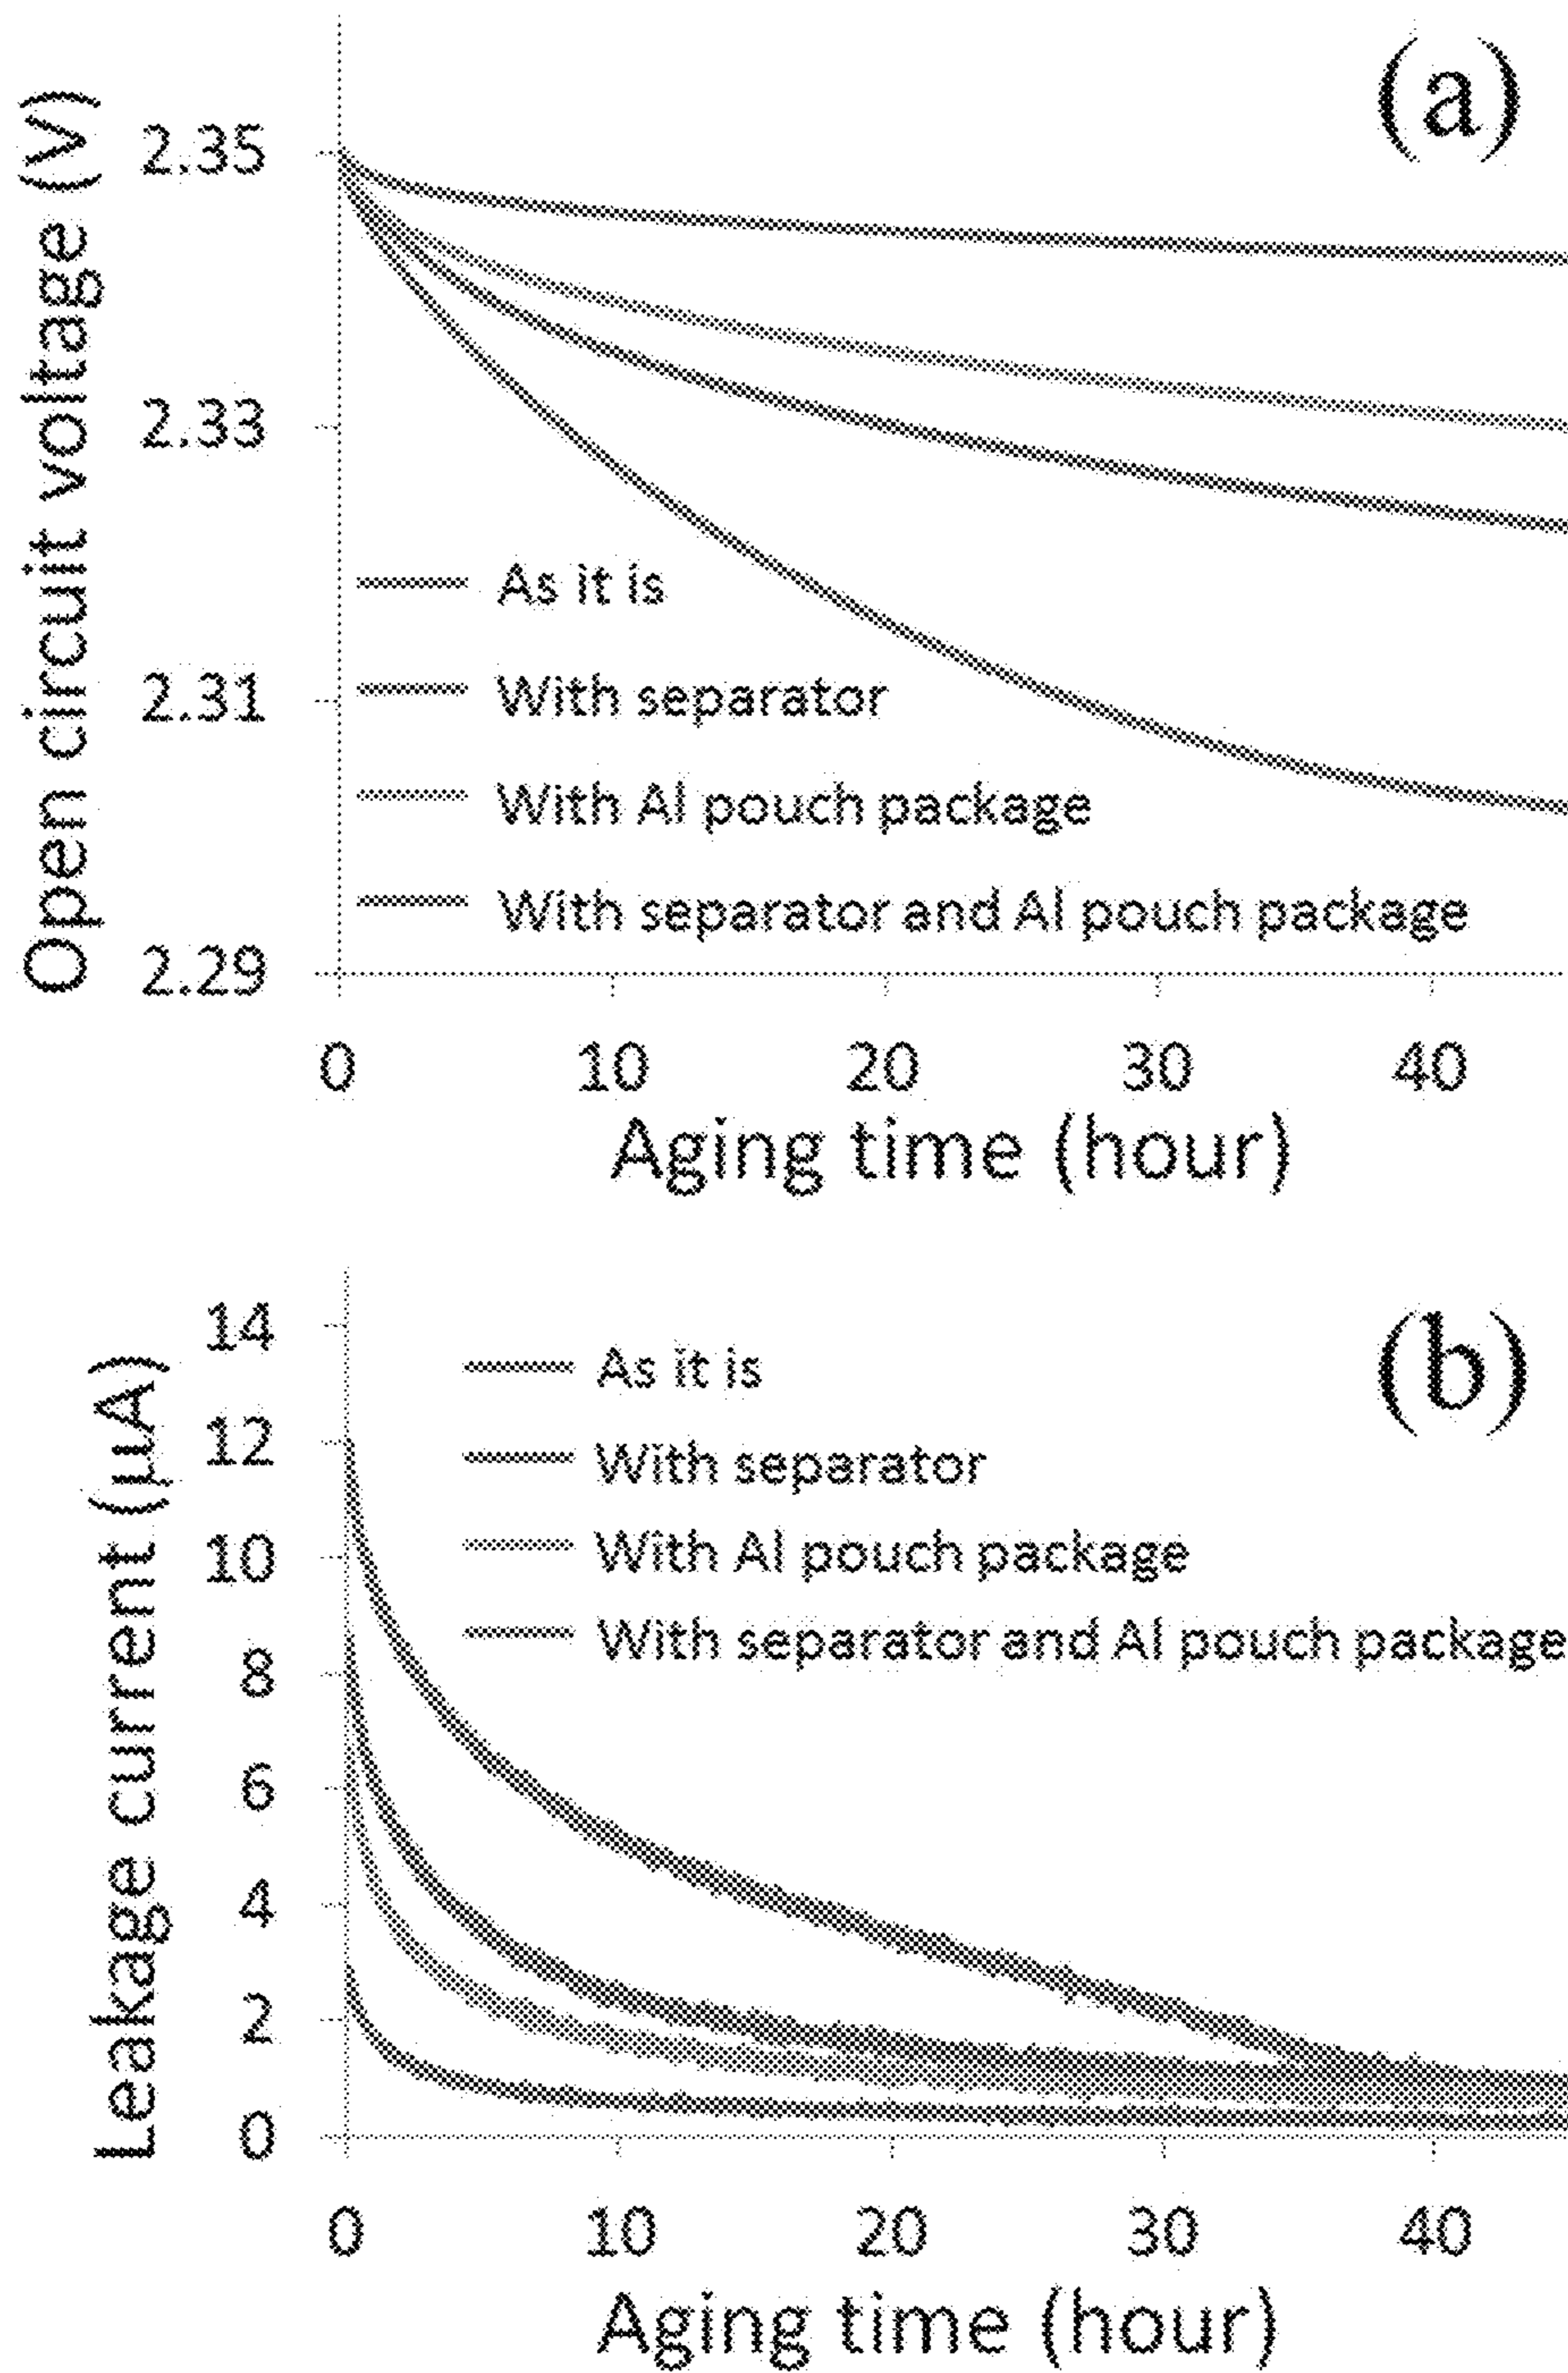 (a)
Open circuit voltage (V)
2.35
2.33
2.31
2.29
As it is
With separator
With Al pouch package
With separator and Al pouch package
0 10 20 30 40
Aging time (hour)
(b)
Leakage current (μA)
14
12
10
8
6
4
2
0
As it is
With separator
With Al pouch package
With separator and Al pouch package
0 10 20 30 40
Aging time (hour)